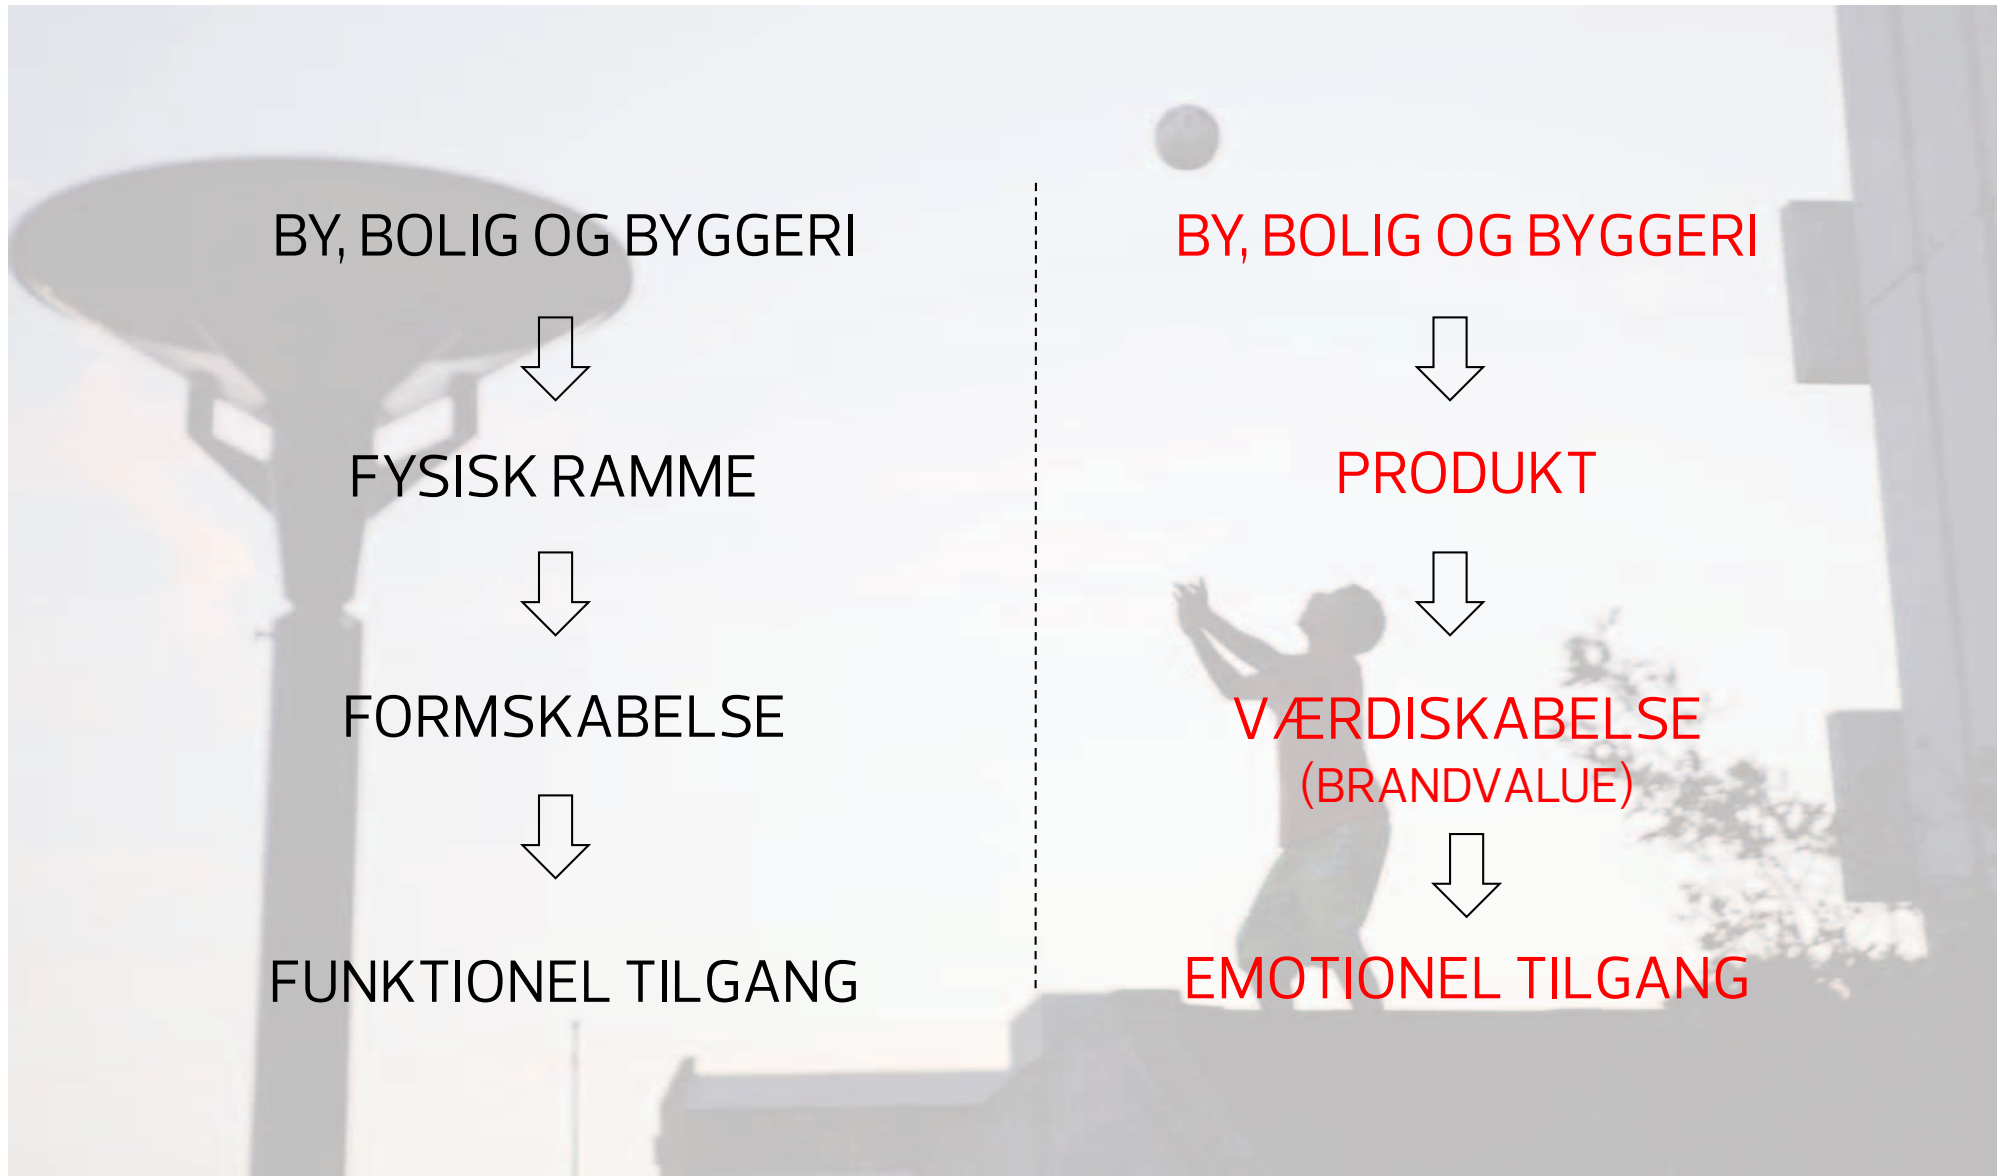 BY, BOLIG OG BYGGERI
FYSISK RAMME
FORMSKABELSE
FUNKTIONEL TILGANG
BY, BOLIG OG BYGGERI
PRODUKT
VÆRDISKABELSE
(BRANDVALUE)
EMOTIONEL TILGANG